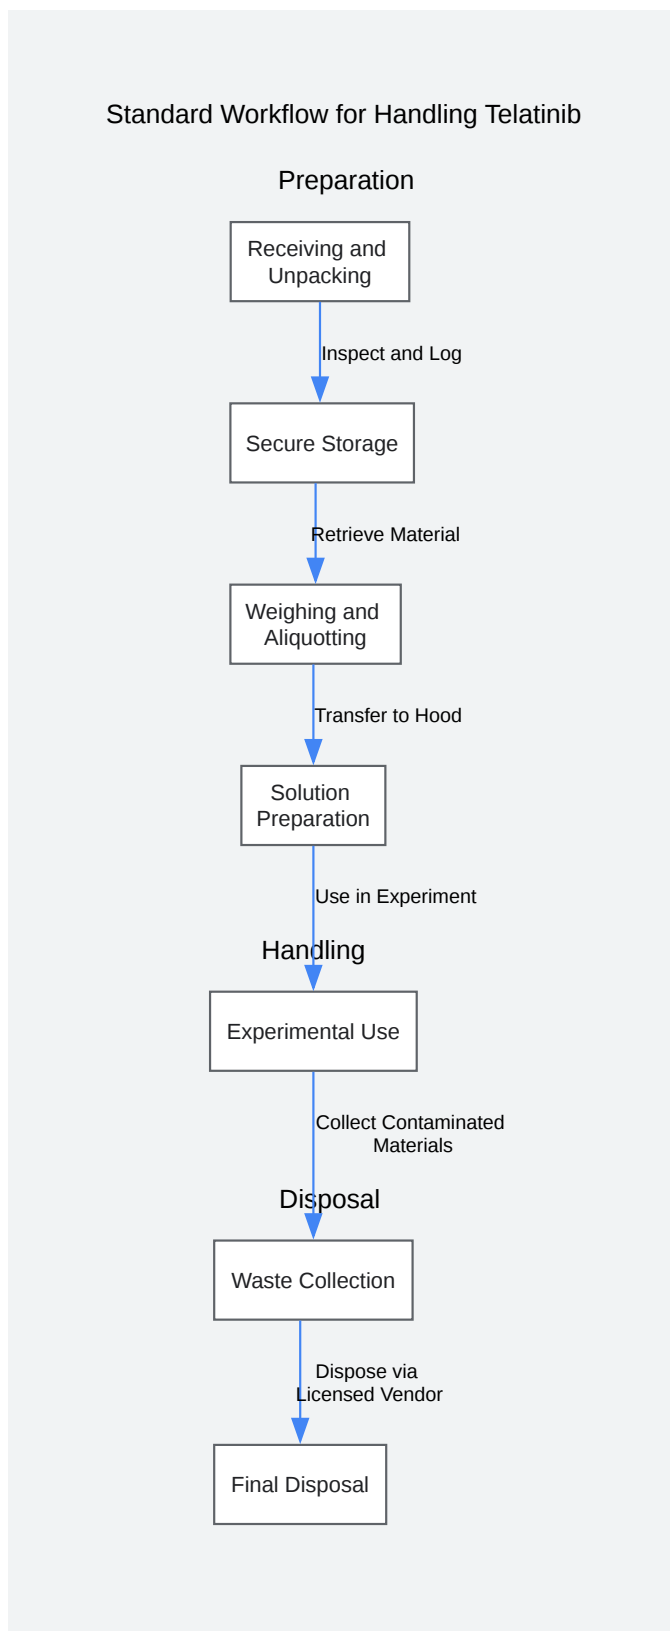 Standard Workflow for Handling Telatinib
Preparation
Receiving and
Unpacking
Inspect and Log
Secure Storage
Retrieve Material
Weighing and
Aliquotting
Transfer to Hood
Solution
Preparation
Use in Experiment
Handling
Experimental Use
Collect Contaminated
Materials
Disposal
Waste Collection
Dispose via
Licensed Vendor
Final Disposal